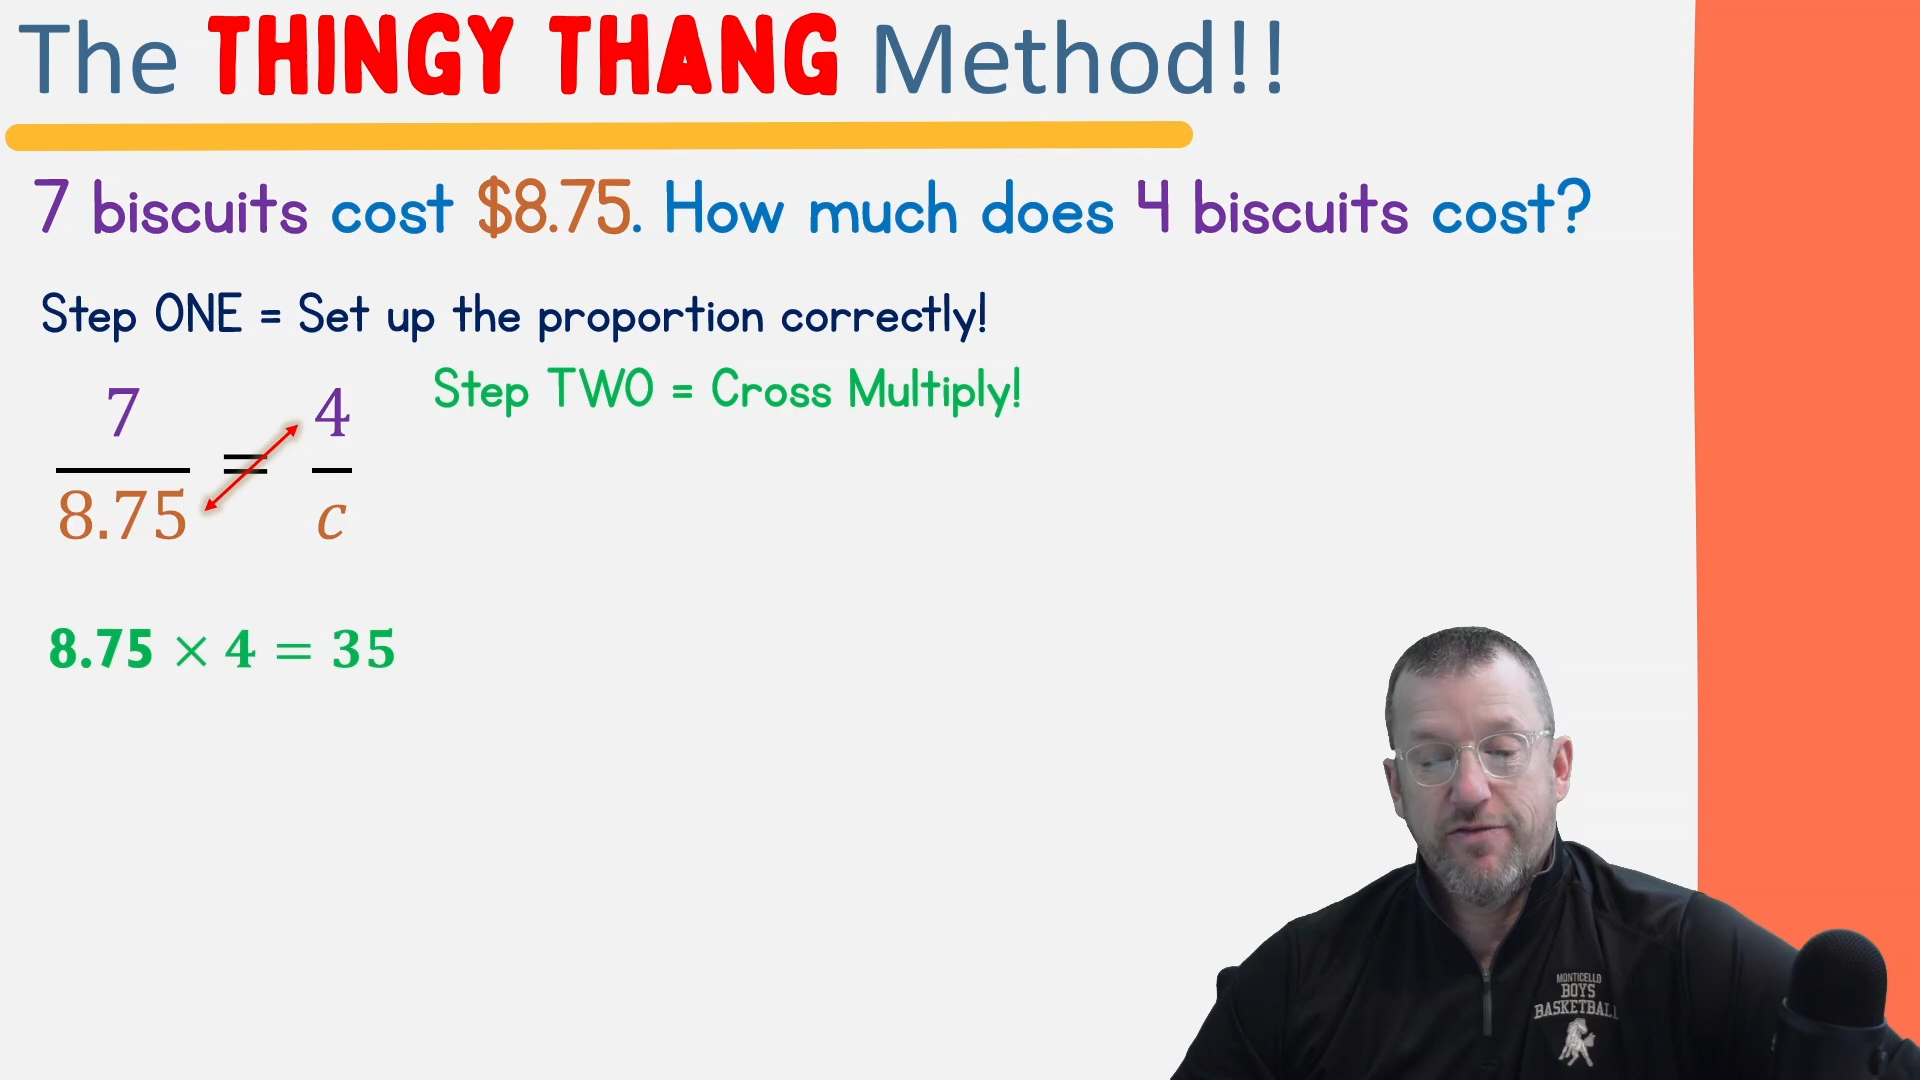 The THINGY THANG Method!!
7 biscuits cost $8.75. How much does 4 biscuits cost?
Step ONE = Set up the proportion correctly!
Step TWO = Cross Multiply!
7/8.75 = 4/c
8.75 × 4 = 35
MONTICELLO
BOYS
BASKETBALL